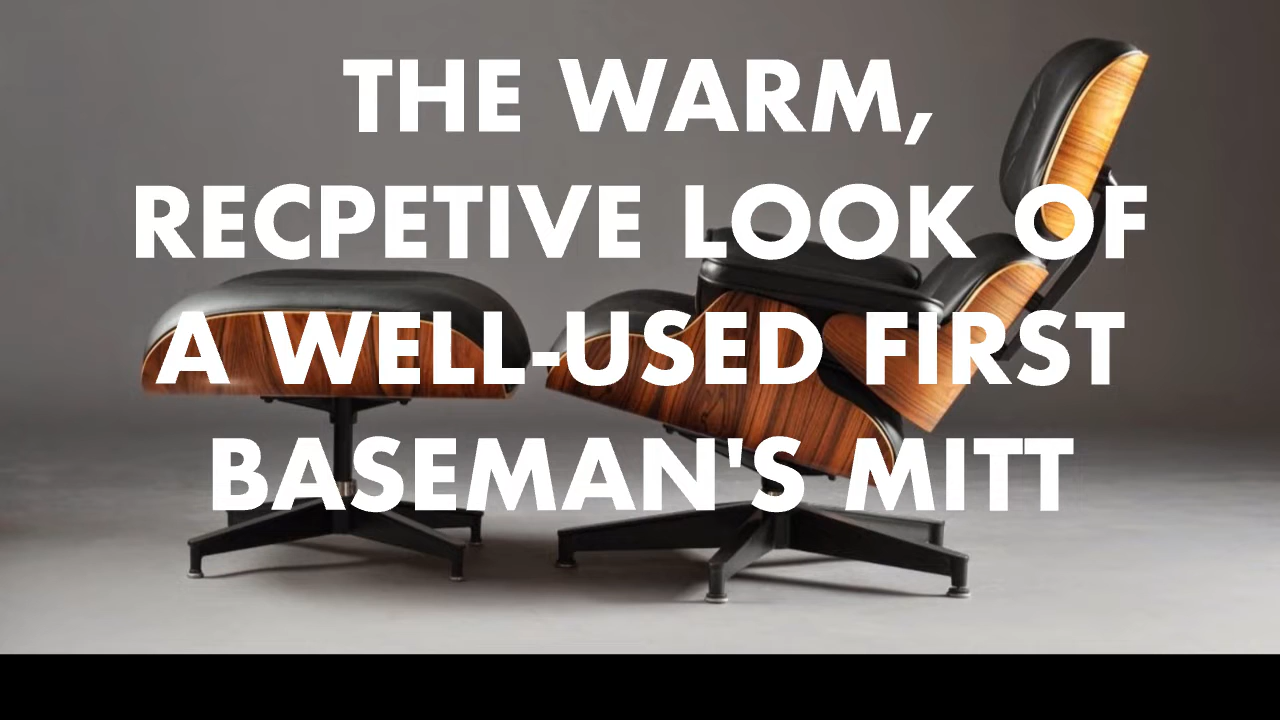 THE WARM,
RECPETIVE LOOK OF
A WELL-USED FIRST
BASEMAN'S MITT